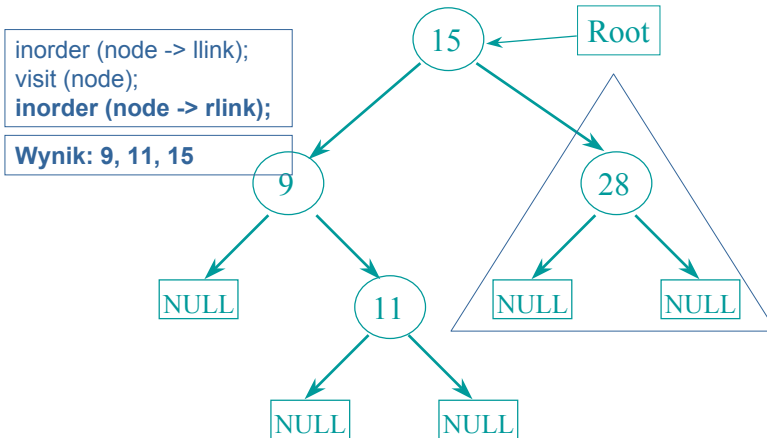 inorder (node -> llink);
visit (node);
inorder (node -> rlink);
Wynik: 9, 11, 15
15
Root
9
28
NULL
11
NULL
NULL
NULL
NULL